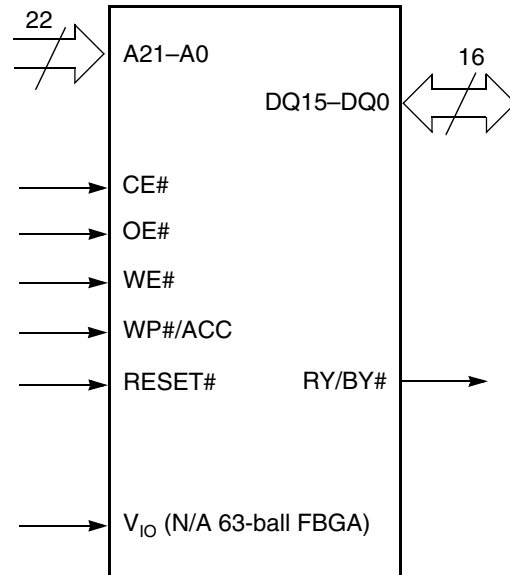 22
A21–A0
16
DQ15–DQ0
CE#
OE#
WE#
WP#/ACC
RESET#
RY/BY#
VIO (N/A 63-ball FBGA)